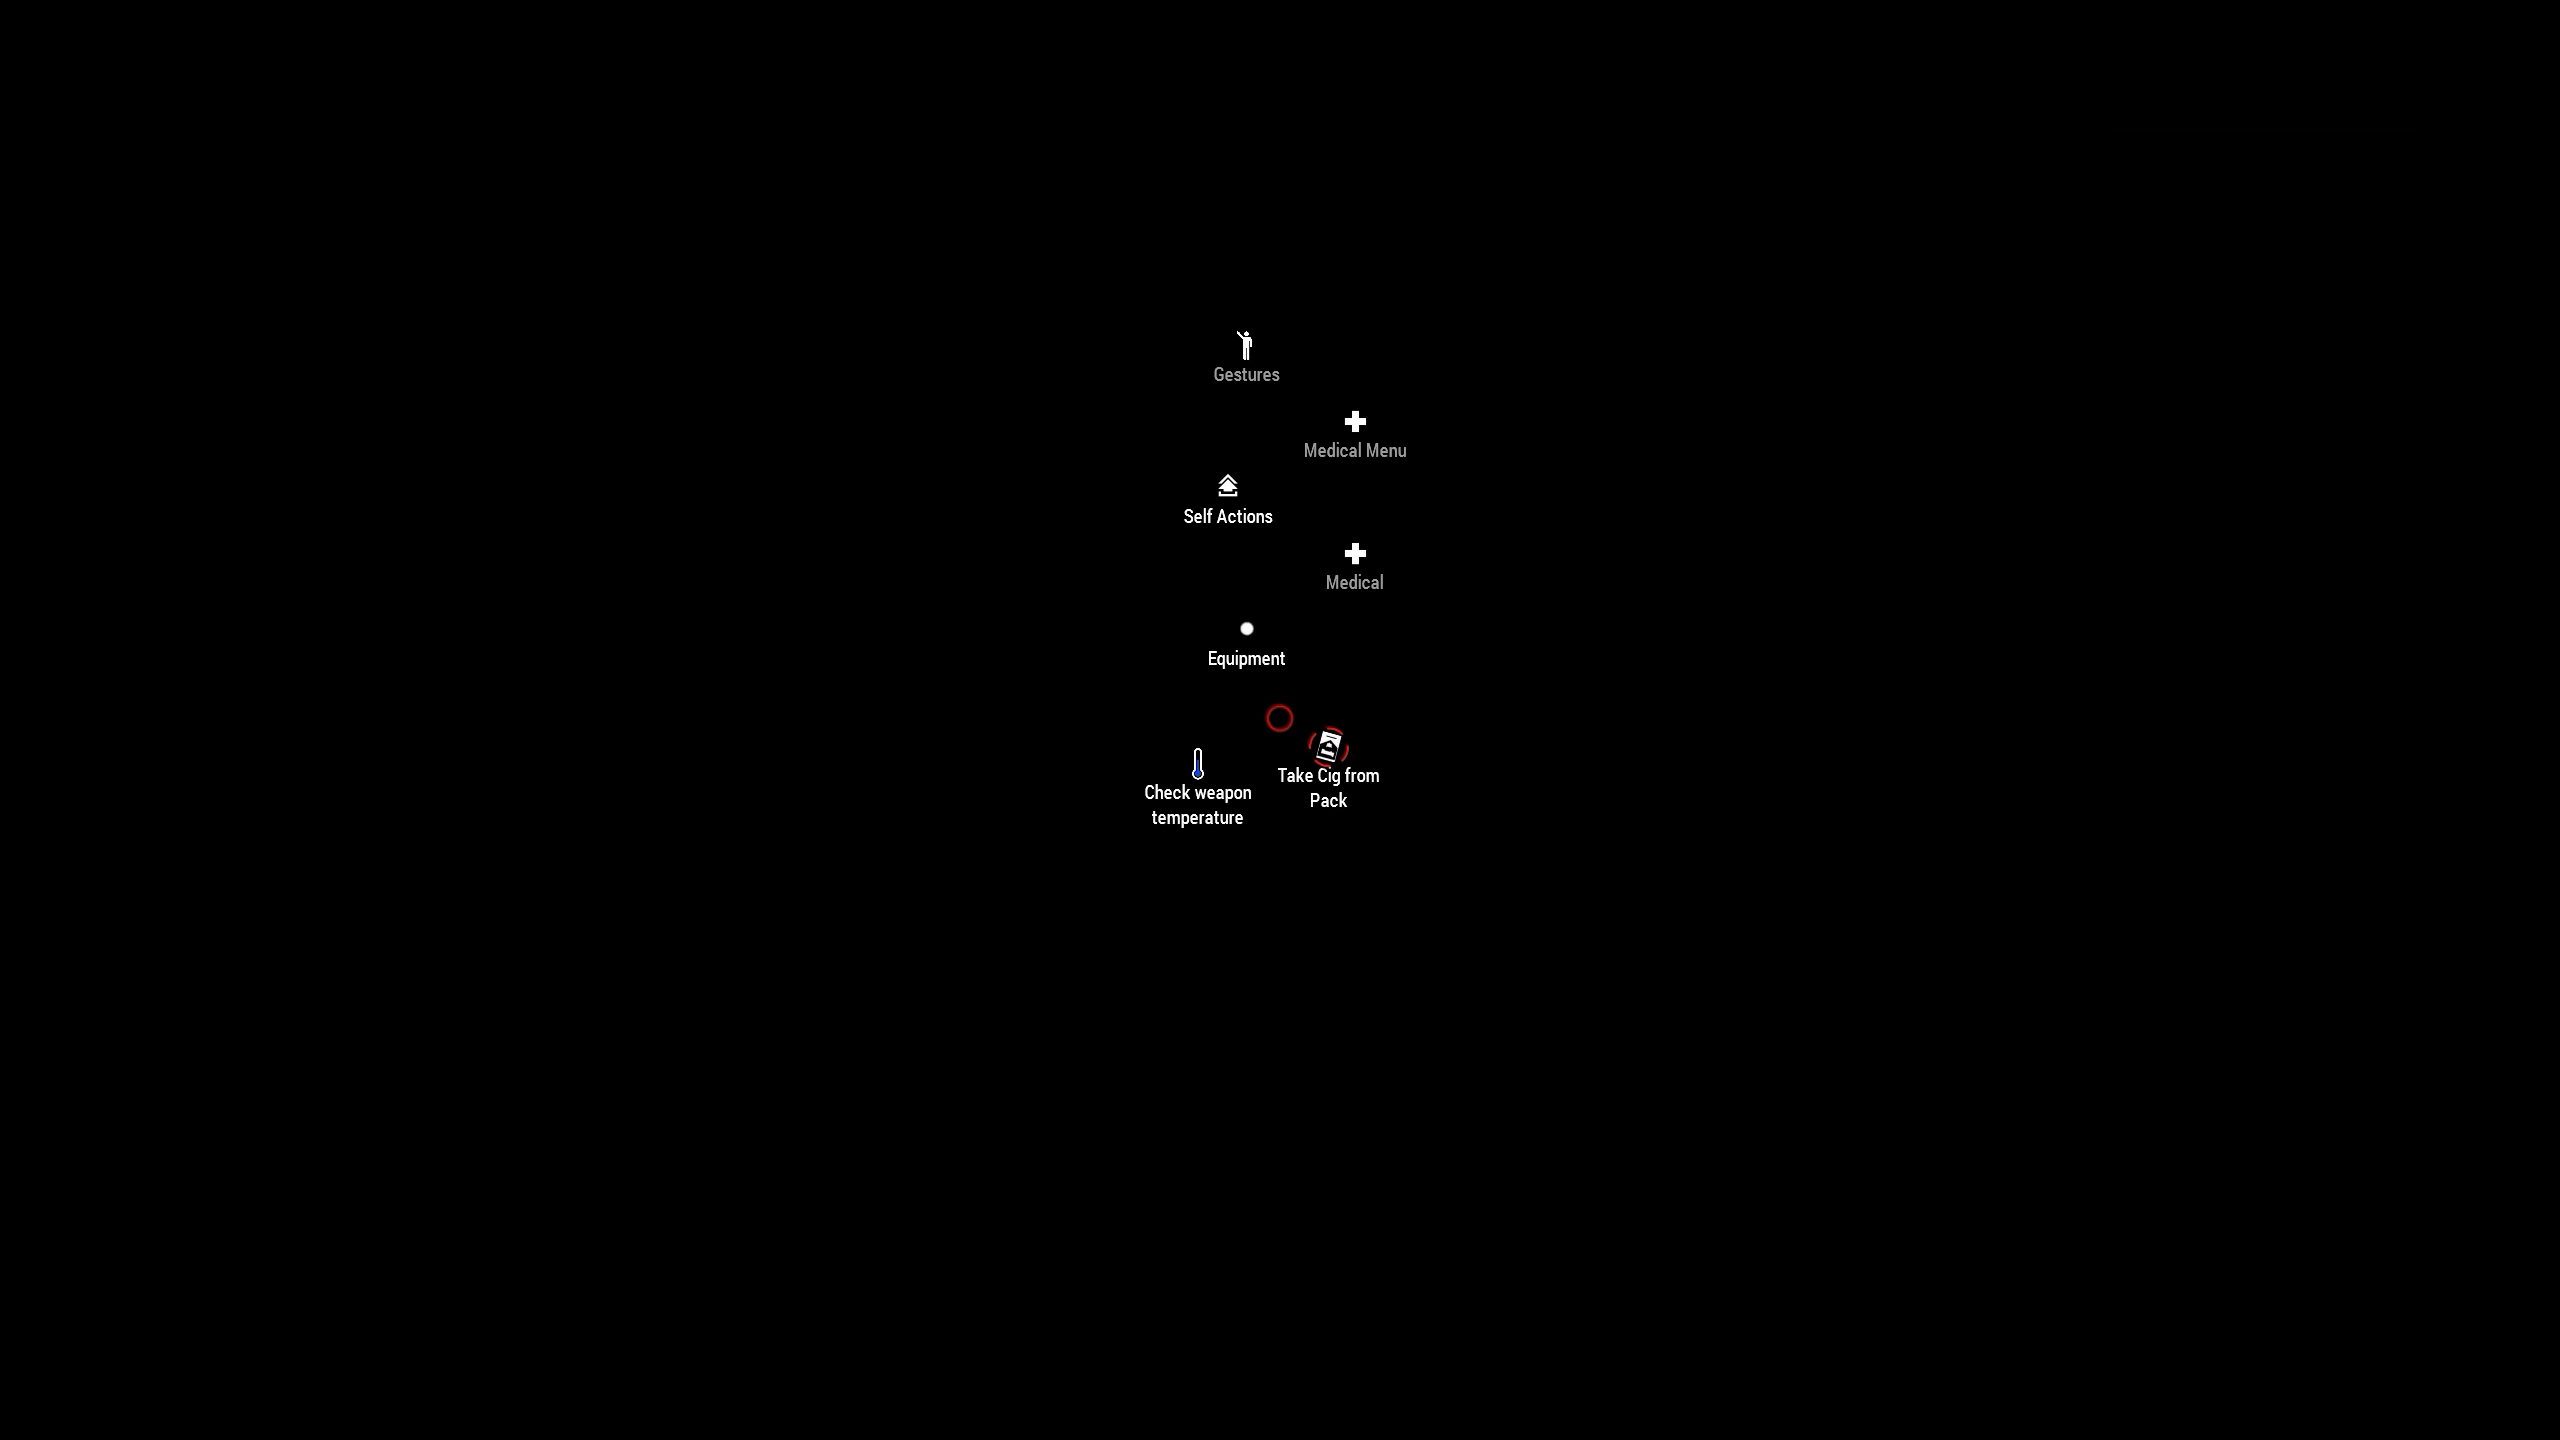 Gestures
Medical Menu
Self Actions
Medical
Equipment
Check weapon
temperature
Take Cig from
Pack